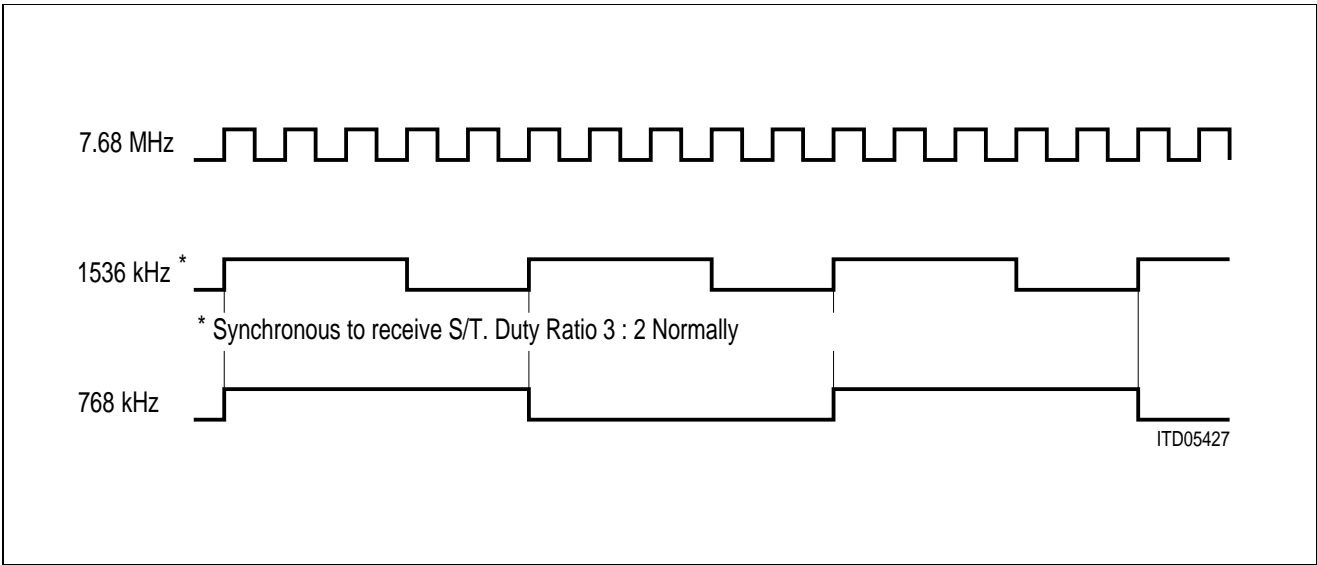 7.68 MHz
1536 kHz *
* Synchronous to receive S/T. Duty Ratio 3 : 2 Normally
768 kHz
ITD05427